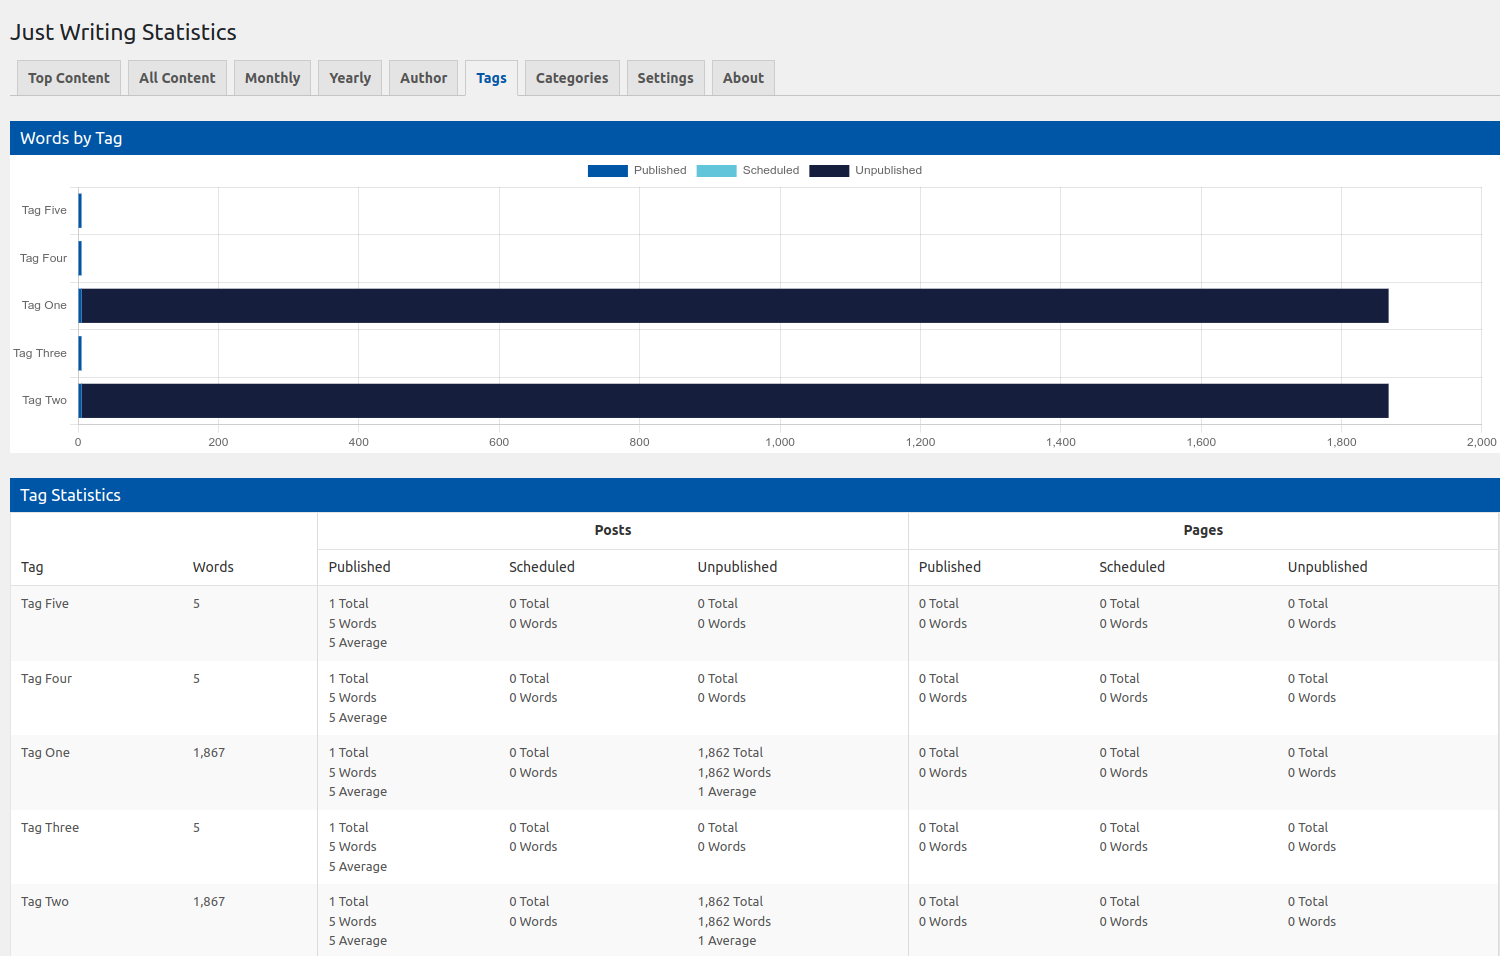 Just Writing Statistics
Top Content All Content Monthly Yearly Author Tags Categories Settings About
Words by Tag
Published Scheduled Unpublished
Tag Five
Tag Four
Tag One
Tag Three
Tag Two
0 200 400 600 800 1,000 1,200 1,400 1,600 1,800 2,000
Tag Statistics
Posts Pages
Tag Words Published Scheduled Unpublished Published Scheduled Unpublished
Tag Five 5 1 Total 0 Total 0 Total 0 Total 0 Total 0 Total
5 Words 0 Words 0 Words 0 Words 0 Words 0 Words
5 Average
Tag Four 5 1 Total 0 Total 0 Total 0 Total 0 Total 0 Total
5 Words 0 Words 0 Words 0 Words 0 Words 0 Words
5 Average
Tag One 1,867 1 Total 0 Total 1,862 Total 0 Total 0 Total 0 Total
5 Words 0 Words 1,862 Words 0 Words 0 Words 0 Words
5 Average 1 Average
Tag Three 5 1 Total 0 Total 0 Total 0 Total 0 Total 0 Total
5 Words 0 Words 0 Words 0 Words 0 Words 0 Words
5 Average
Tag Two 1,867 1 Total 0 Total 1,862 Total 0 Total 0 Total 0 Total
5 Words 0 Words 1,862 Words 0 Words 0 Words 0 Words
5 Average 1 Average